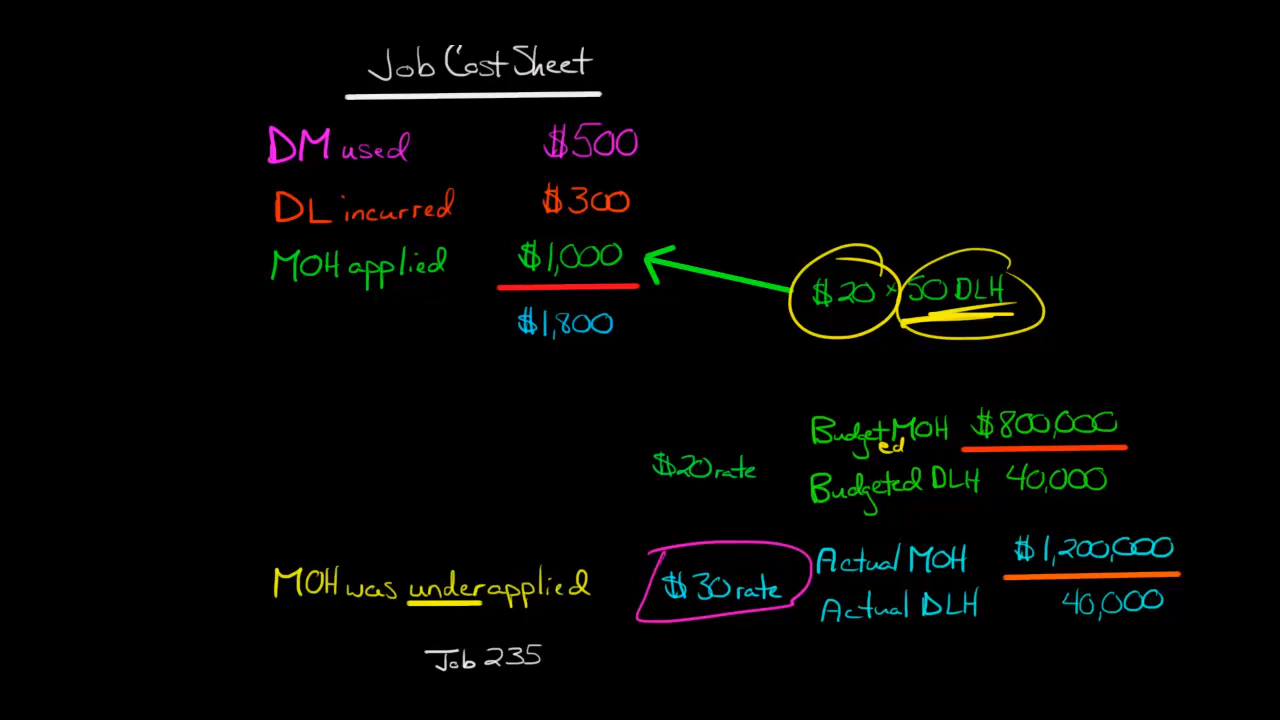 Job Cost Sheet
DM used $500
DL incurred $300
MOH applied $1,000
$20 × 50 DLH
$1,800
Budgeted MOH $800,000
$20 rate
Budgeted DLH 40,000
Actual MOH $1,200,000
MOH was underapplied
$30 rate
Actual DLH 40,000
Job 235